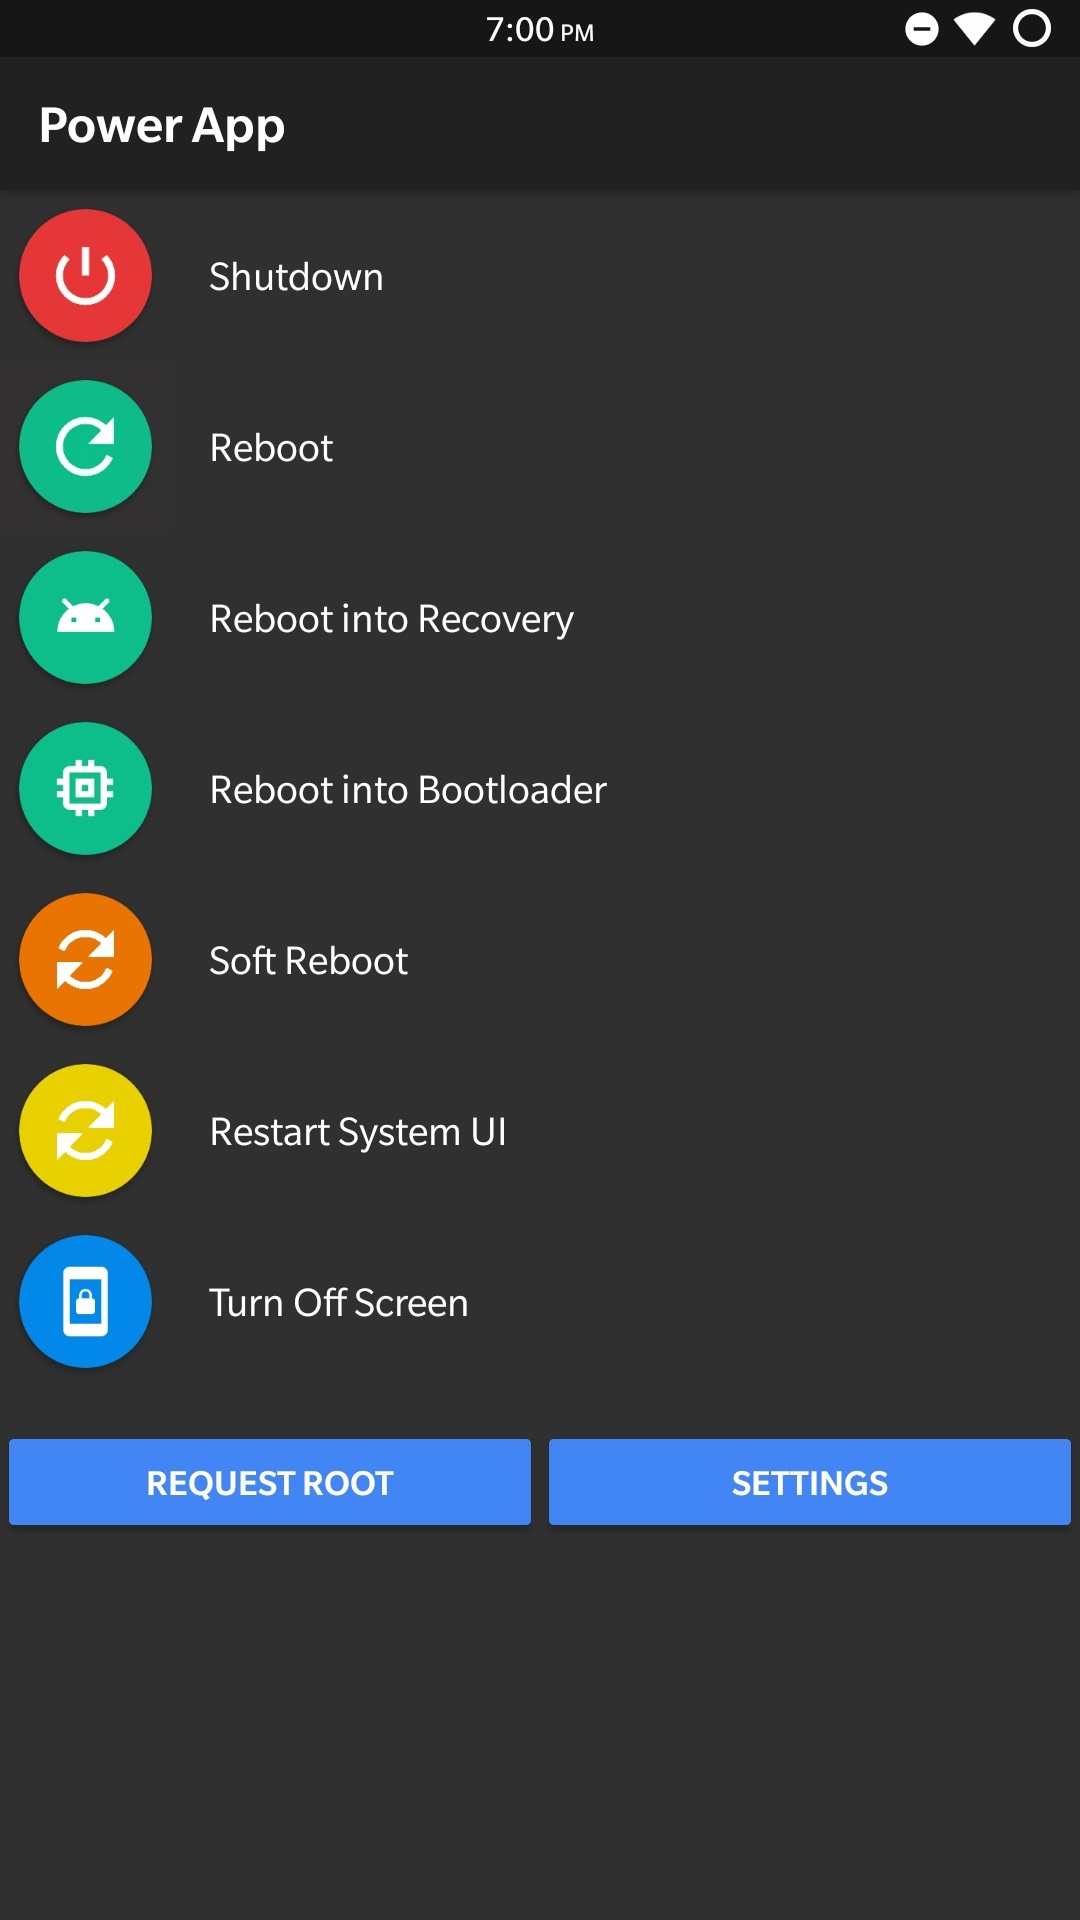 7:00 PM
Power App
Shutdown
Reboot
Reboot into Recovery
Reboot into Bootloader
Soft Reboot
Restart System UI
Turn Off Screen
REQUEST ROOT
SETTINGS